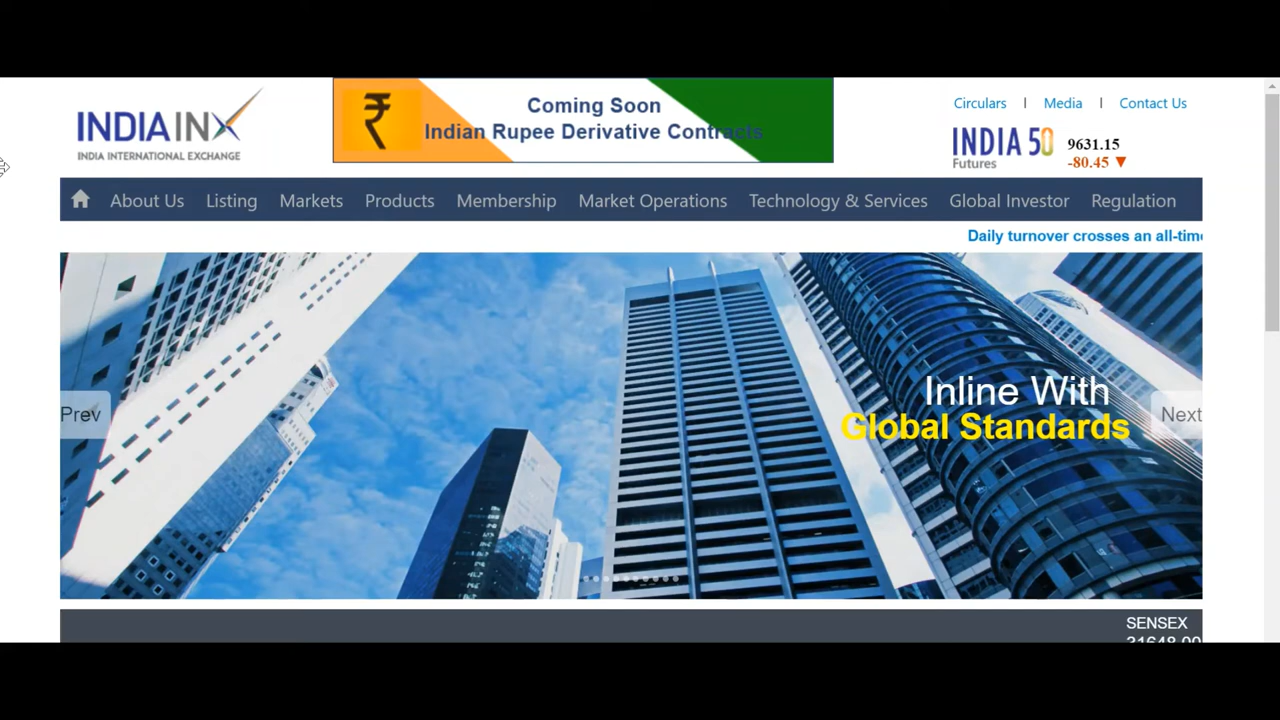 INDIA INX
INDIA INTERNATIONAL EXCHANGE
₹
Coming Soon
Indian Rupee Derivative Contracts
Circulars | Media | Contact Us
INDIA 50
Futures
9631.15
-80.45 ▼
About Us Listing Markets Products Membership Market Operations Technology & Services Global Investor Regulation
Daily turnover crosses an all-time
Inline With
Global Standards
Prev
Next
SENSEX